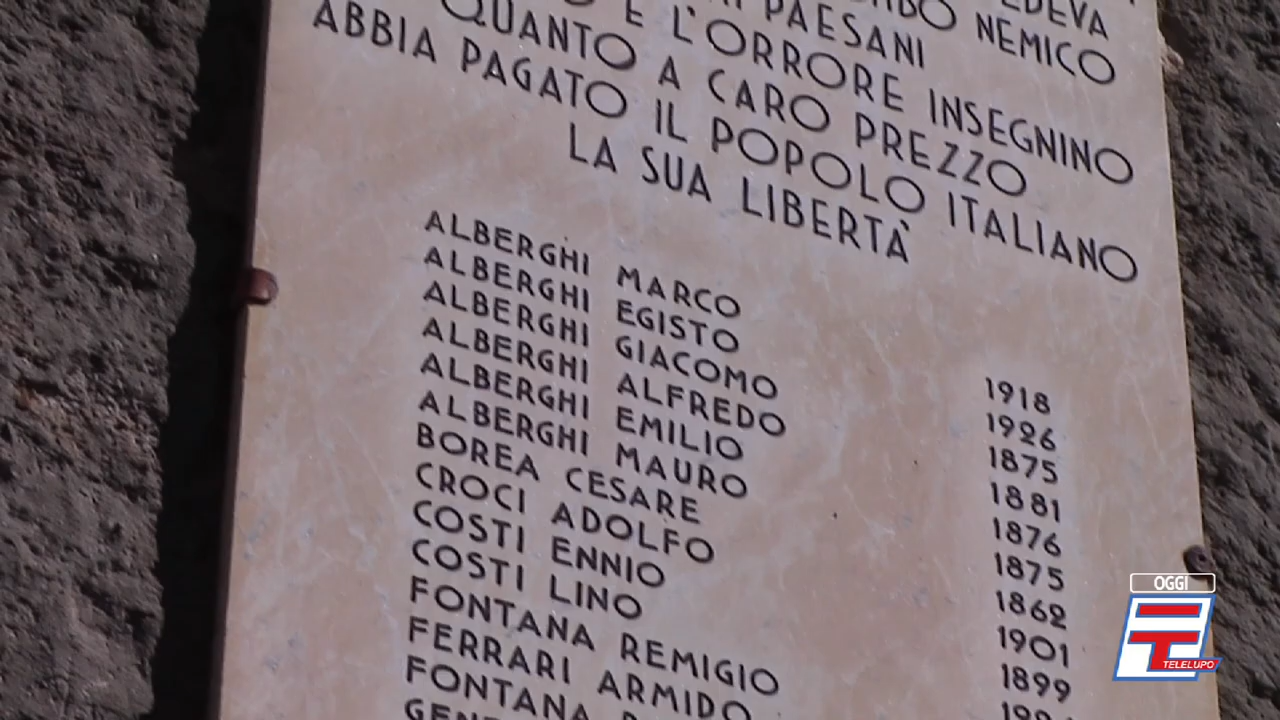 NEMICO
PAESANI
E L'ORRORE INSEGNINO
QUANTO A CARO PREZZO
ABBIA PAGATO IL POPOLO ITALIANO
LA SUA LIBERTÀ
ALBERGHI MARCO 1918
ALBERGHI EGISTO 1926
ALBERGHI GIACOMO 1875
ALBERGHI ALFREDO 1881
ALBERGHI EMILIO 1876
ALBERGHI MAURO 1875
BOREA CESARE 1862
CROCI ADOLFO 1901
COSTI ENNIO 1899
COSTI LINO
FONTANA REMIGIO
FERRARI ARMIDO
FONTANA
OGGI
TELELUPO